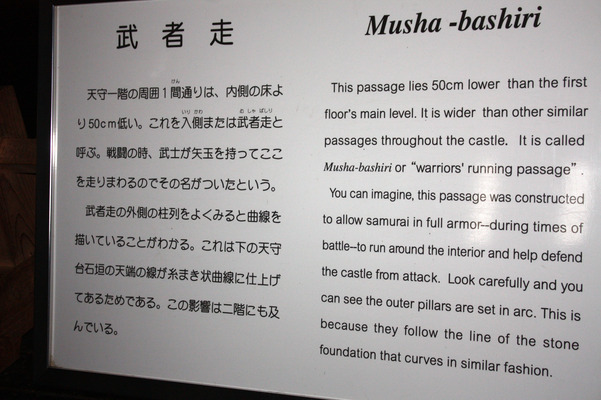 武者走
天守一階の周囲1間通りは、内側の床よ
り50cm低い。これを入側または武者走と
呼ぶ。戦闘の時、武士が矢玉を持ってここ
を走りまわるのでその名がついたという。
武者走の外側の柱列をよくみると曲線を
描いていることがわかる。これは下の天守
台石垣の天端の線が糸まき状曲線に仕上げ
てあるためである。この影響は二階にも及
んでいる。
Musha -bashiri
This passage lies 50cm lower than the first
floor's main level. It is wider than other similar
passages throughout the castle. It is called
Musha-bashiri or "warriors' running passage".
You can imagine, this passage was constructed
to allow samurai in full armor--during times of
battle--to run around the interior and help defend
the castle from attack. Look carefully and you
can see the outer pillars are set in arc. This is
because they follow the line of the stone
foundation that curves in similar fashion.